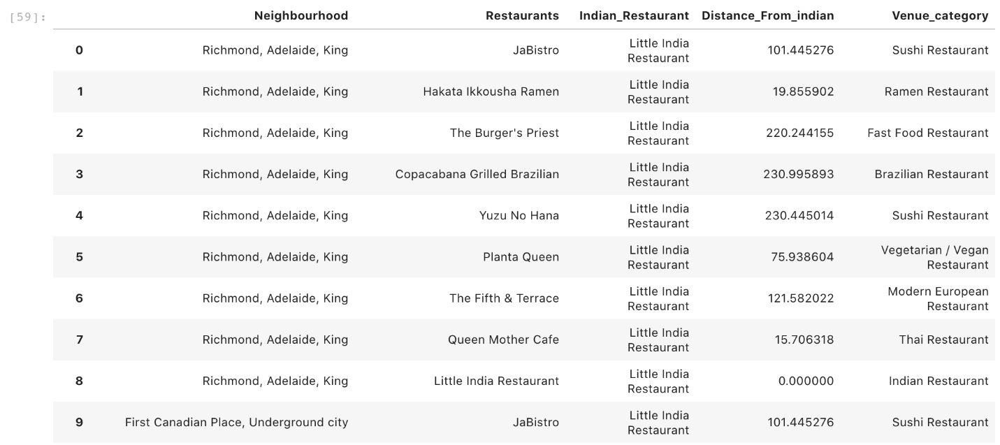 [59]: Neighbourhood Restaurants Indian_Restaurant Distance_From_indian Venue_category
0 Richmond, Adelaide, King JaBistro Little India Restaurant 101.445276 Sushi Restaurant
1 Richmond, Adelaide, King Hakata Ikkousha Ramen Little India Restaurant 19.855902 Ramen Restaurant
2 Richmond, Adelaide, King The Burger's Priest Little India Restaurant 220.244155 Fast Food Restaurant
3 Richmond, Adelaide, King Copacabana Grilled Brazilian Little India Restaurant 230.995893 Brazilian Restaurant
4 Richmond, Adelaide, King Yuzu No Hana Little India Restaurant 230.445014 Sushi Restaurant
5 Richmond, Adelaide, King Planta Queen Little India Restaurant 75.938604 Vegetarian / Vegan Restaurant
6 Richmond, Adelaide, King The Fifth & Terrace Little India Restaurant 121.582022 Modern European Restaurant
7 Richmond, Adelaide, King Queen Mother Cafe Little India Restaurant 15.706318 Thai Restaurant
8 Richmond, Adelaide, King Little India Restaurant Little India Restaurant 0.000000 Indian Restaurant
9 First Canadian Place, Underground city JaBistro Little India Restaurant 101.445276 Sushi Restaurant